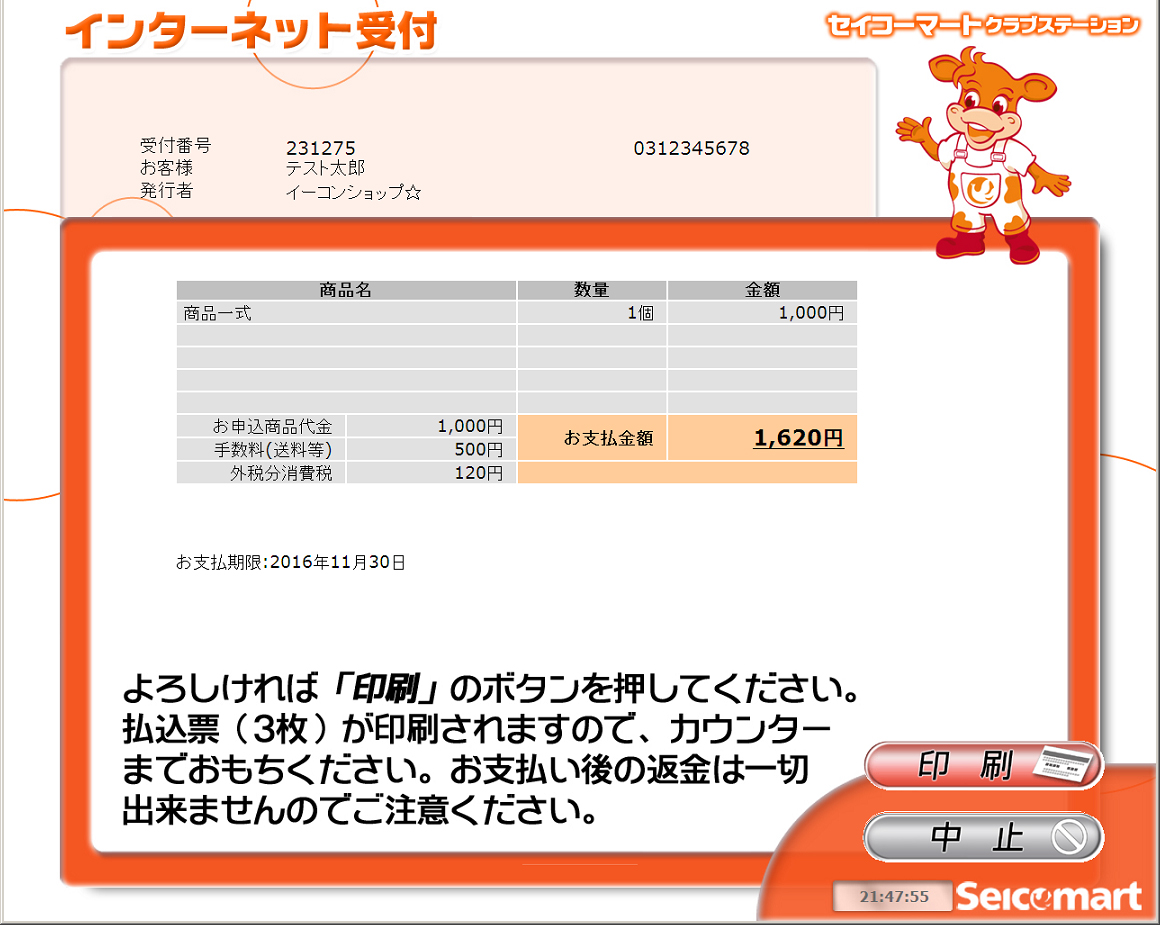 インターネット受付
セイコーマートクラブステーション
受付番号 231275 0312345678
お客様 テスト太郎
発行者 イーコンショップ☆
商品名 数量 金額
商品一式 1個 1,000円
お申込商品代金 1,000円 お支払金額 1,620円
手数料(送料等) 500円
外税分消費税 120円
お支払期限:2016年11月30日
よろしければ「印刷」のボタンを押してください。
払込票（3枚）が印刷されますので、カウンター
までおもちください。お支払い後の返金は一切
出来ませんのでご注意ください。
印刷
中止
21:47:55 Seicomart